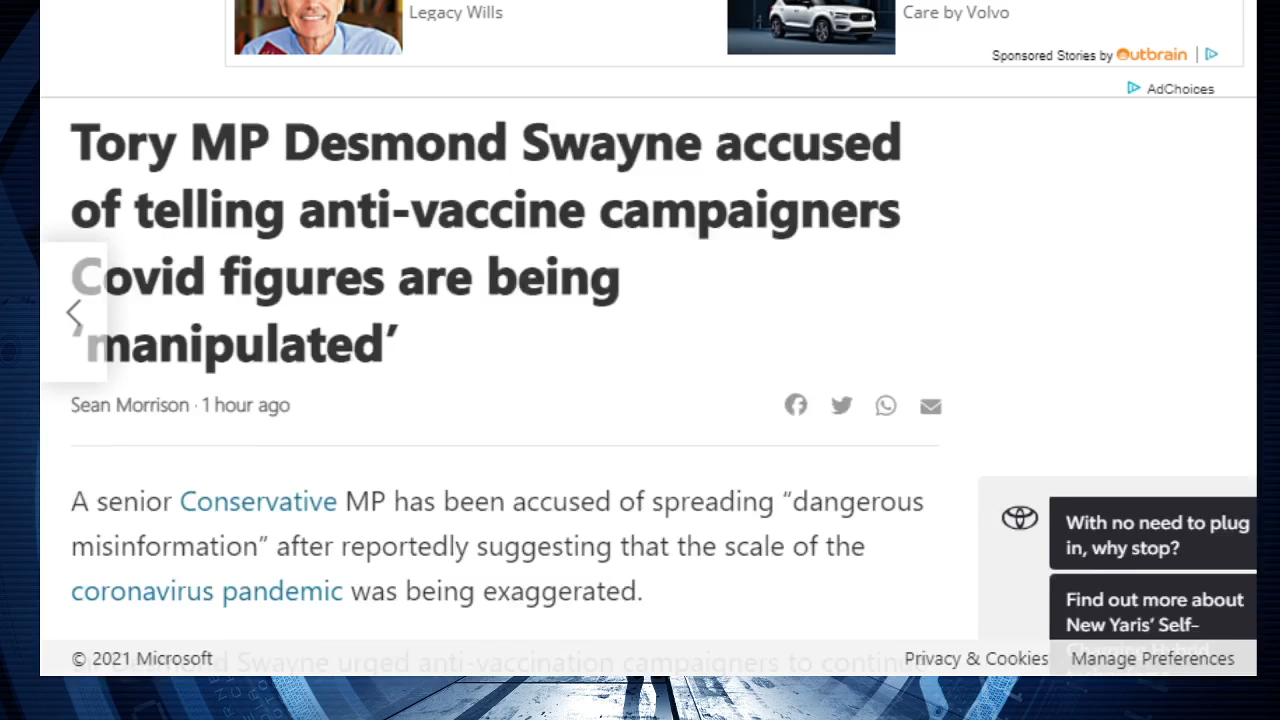 Legacy Wills
Care by Volvo
Sponsored Stories by Outbrain
AdChoices
Tory MP Desmond Swayne accused
of telling anti-vaccine campaigners
Covid figures are being
‘manipulated’
Sean Morrison · 1 hour ago
A senior Conservative MP has been accused of spreading “dangerous
misinformation” after reportedly suggesting that the scale of the
coronavirus pandemic was being exaggerated.
With no need to plug
in, why stop?
Find out more about
New Yaris’ Self-
Charging Hybrid
Desmond Swayne urged anti-vaccination campaigners to continue
© 2021 Microsoft
Privacy & Cookies
Manage Preferences